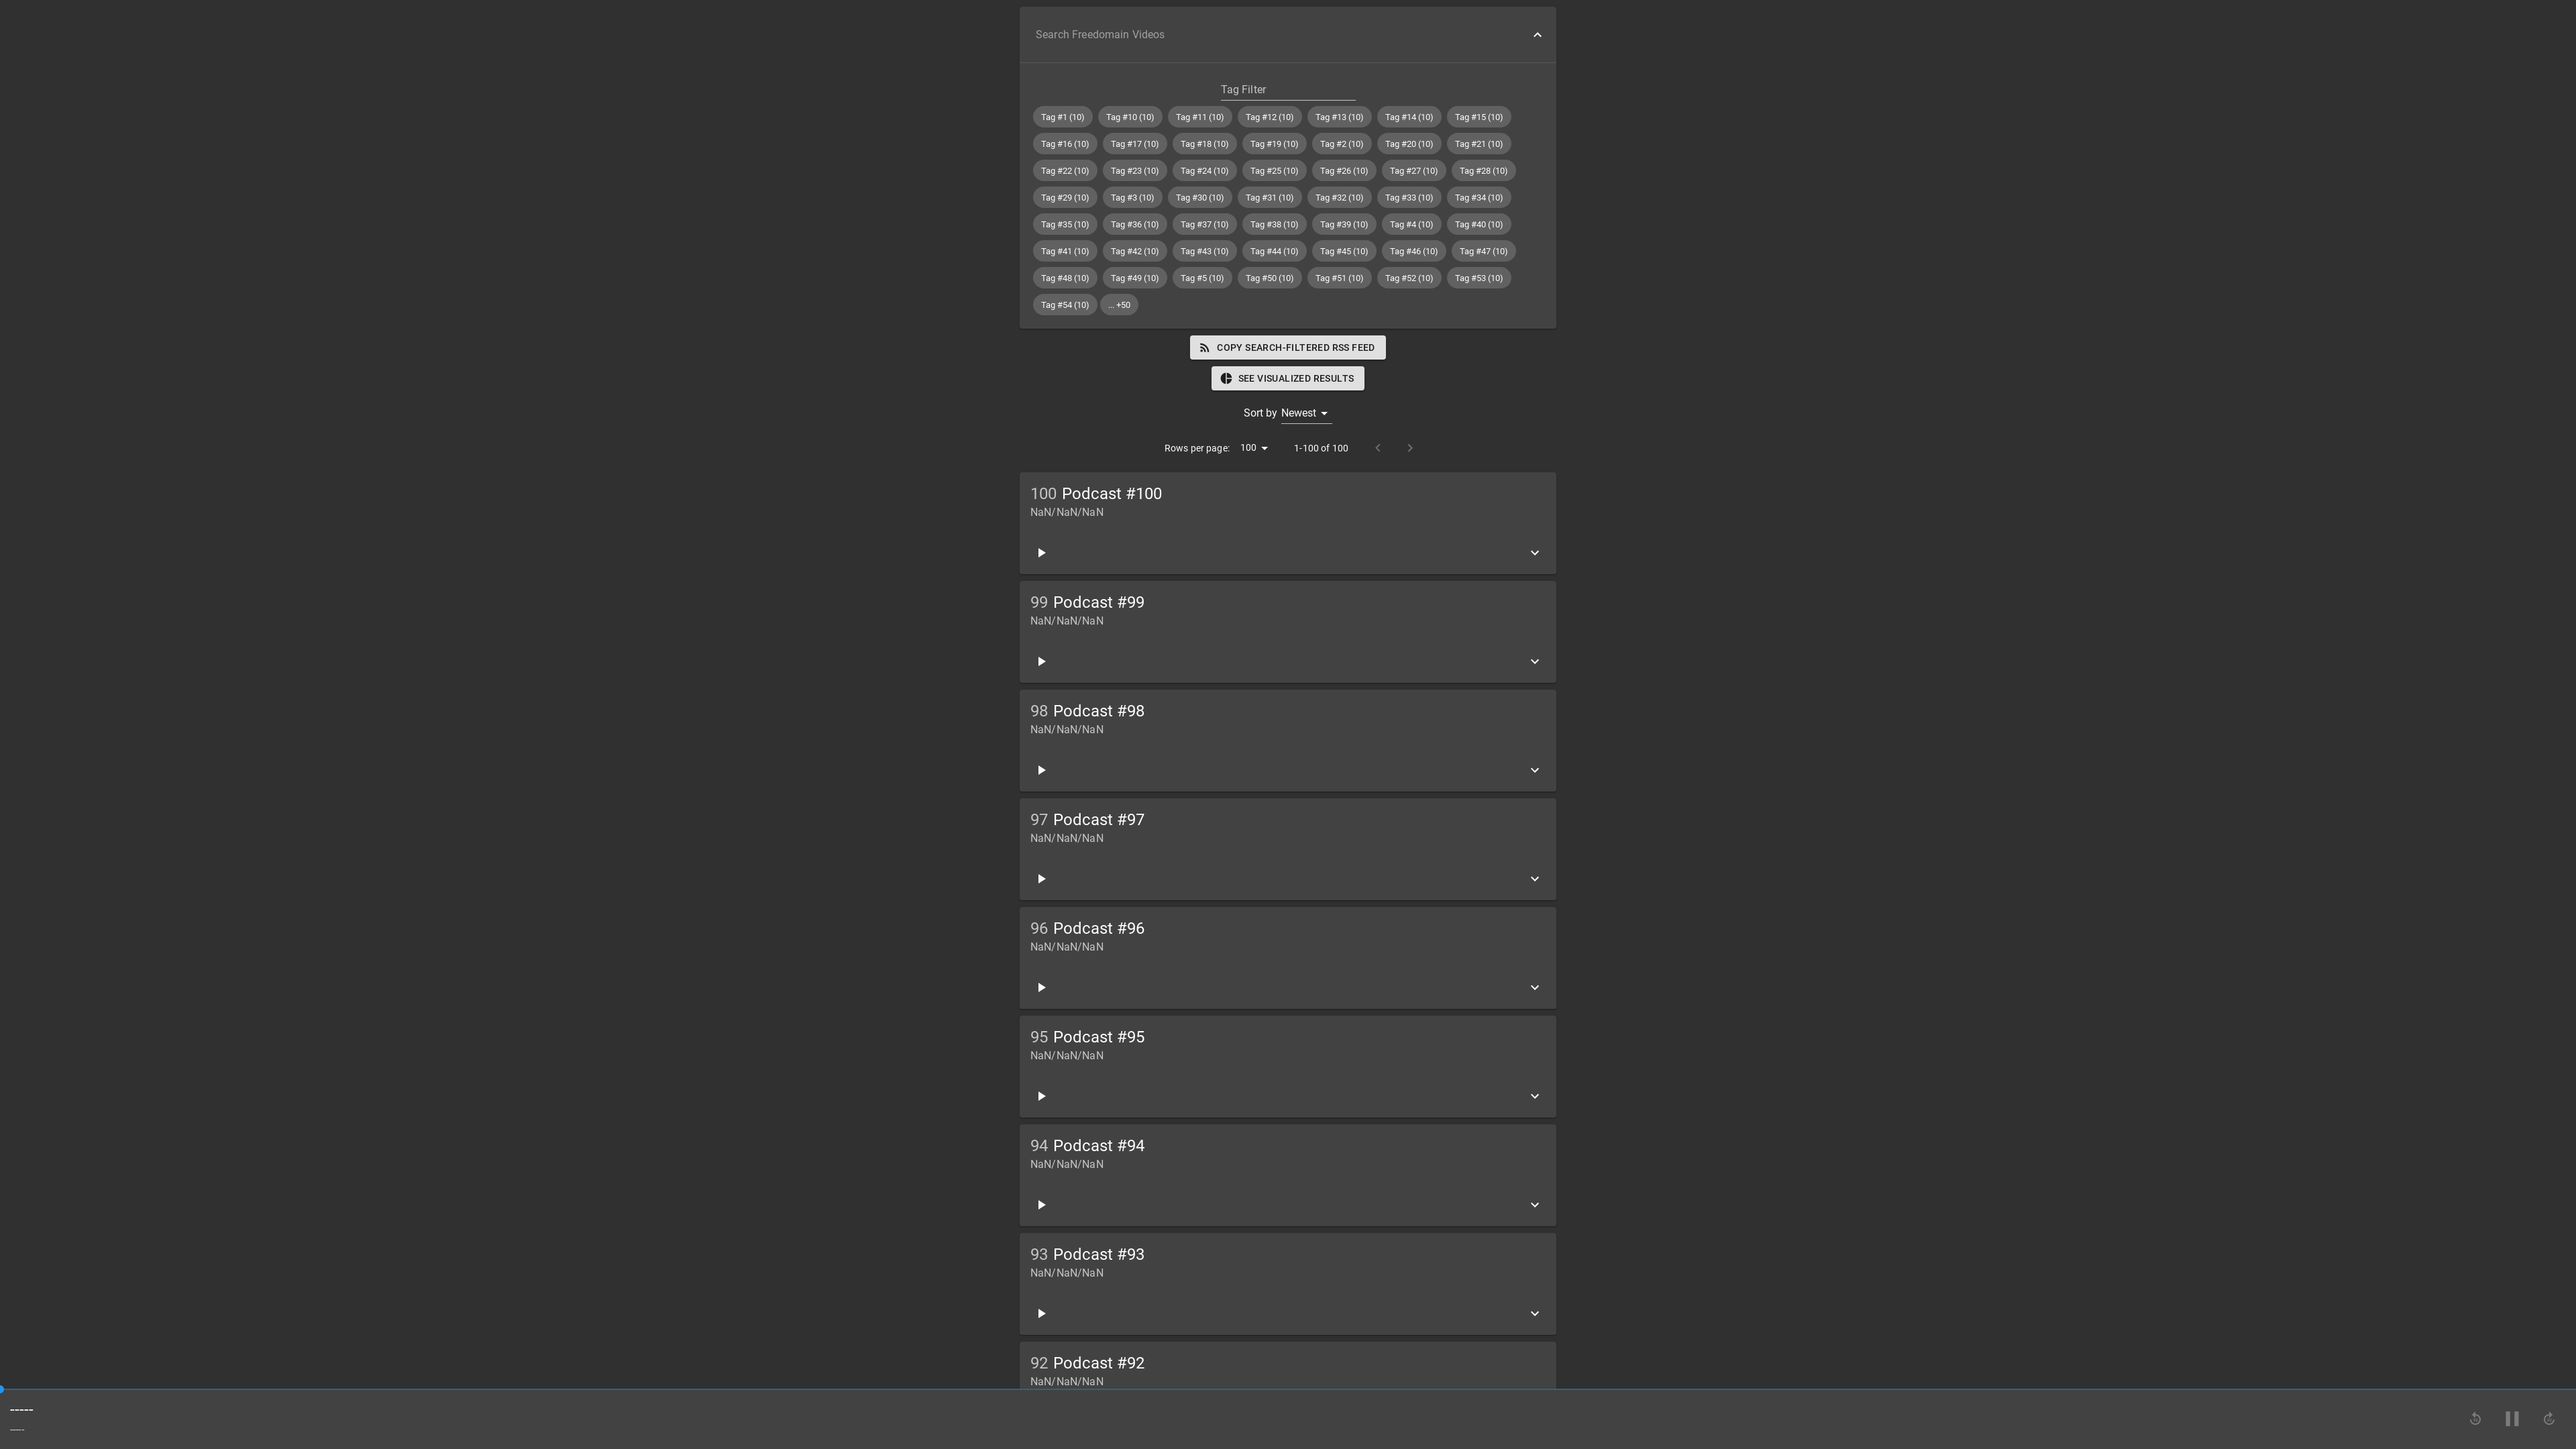 Search Freedomain Videos
Tag Filter
Tag #1 (10) Tag #10 (10) Tag #11 (10) Tag #12 (10) Tag #13 (10) Tag #14 (10) Tag #15 (10)
Tag #16 (10) Tag #17 (10) Tag #18 (10) Tag #19 (10) Tag #2 (10) Tag #20 (10) Tag #21 (10)
Tag #22 (10) Tag #23 (10) Tag #24 (10) Tag #25 (10) Tag #26 (10) Tag #27 (10) Tag #28 (10)
Tag #29 (10) Tag #3 (10) Tag #30 (10) Tag #31 (10) Tag #32 (10) Tag #33 (10) Tag #34 (10)
Tag #35 (10) Tag #36 (10) Tag #37 (10) Tag #38 (10) Tag #39 (10) Tag #4 (10) Tag #40 (10)
Tag #41 (10) Tag #42 (10) Tag #43 (10) Tag #44 (10) Tag #45 (10) Tag #46 (10) Tag #47 (10)
Tag #48 (10) Tag #49 (10) Tag #5 (10) Tag #50 (10) Tag #51 (10) Tag #52 (10) Tag #53 (10)
Tag #54 (10) ... +50
COPY SEARCH-FILTERED RSS FEED
SEE VISUALIZED RESULTS
Sort by Newest
Rows per page: 100 1-100 of 100
100 Podcast #100
NaN/NaN/NaN
99 Podcast #99
NaN/NaN/NaN
98 Podcast #98
NaN/NaN/NaN
97 Podcast #97
NaN/NaN/NaN
96 Podcast #96
NaN/NaN/NaN
95 Podcast #95
NaN/NaN/NaN
94 Podcast #94
NaN/NaN/NaN
93 Podcast #93
NaN/NaN/NaN
92 Podcast #92
NaN/NaN/NaN
-----
-----